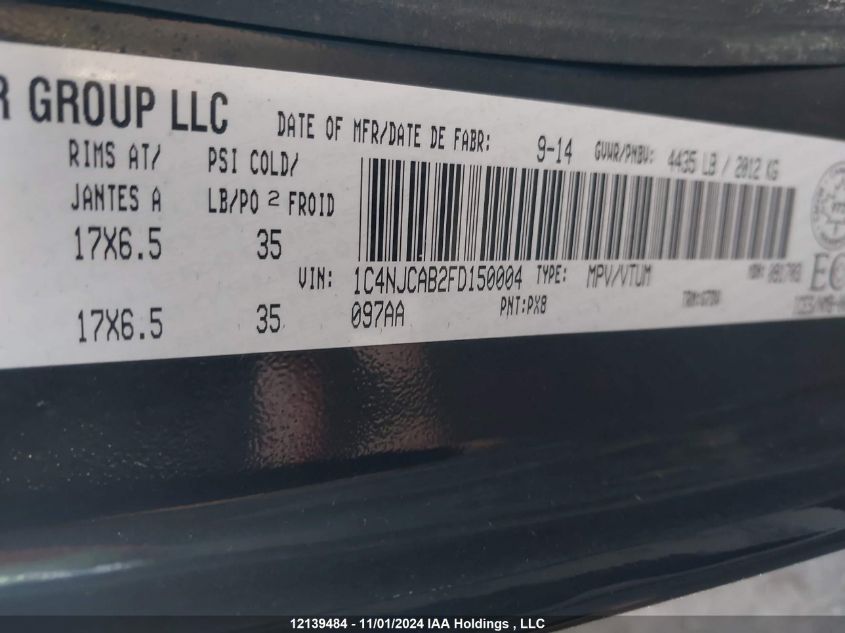 R GROUP LLC
DATE OF MFR/DATE DE FABR: 9-14 GVWR/PNBV: 4435 LB / 2012 KG
RIMS AT/ PSI COLD/
JANTES A LB/PO 2 FROID
17X6.5 35
VIN: 1C4NJCAB2FD150004 TYPE: MPV/VTUM
17X6.5 35 097AA PNT:PX8
12139484 - 11/01/2024 IAA Holdings , LLC